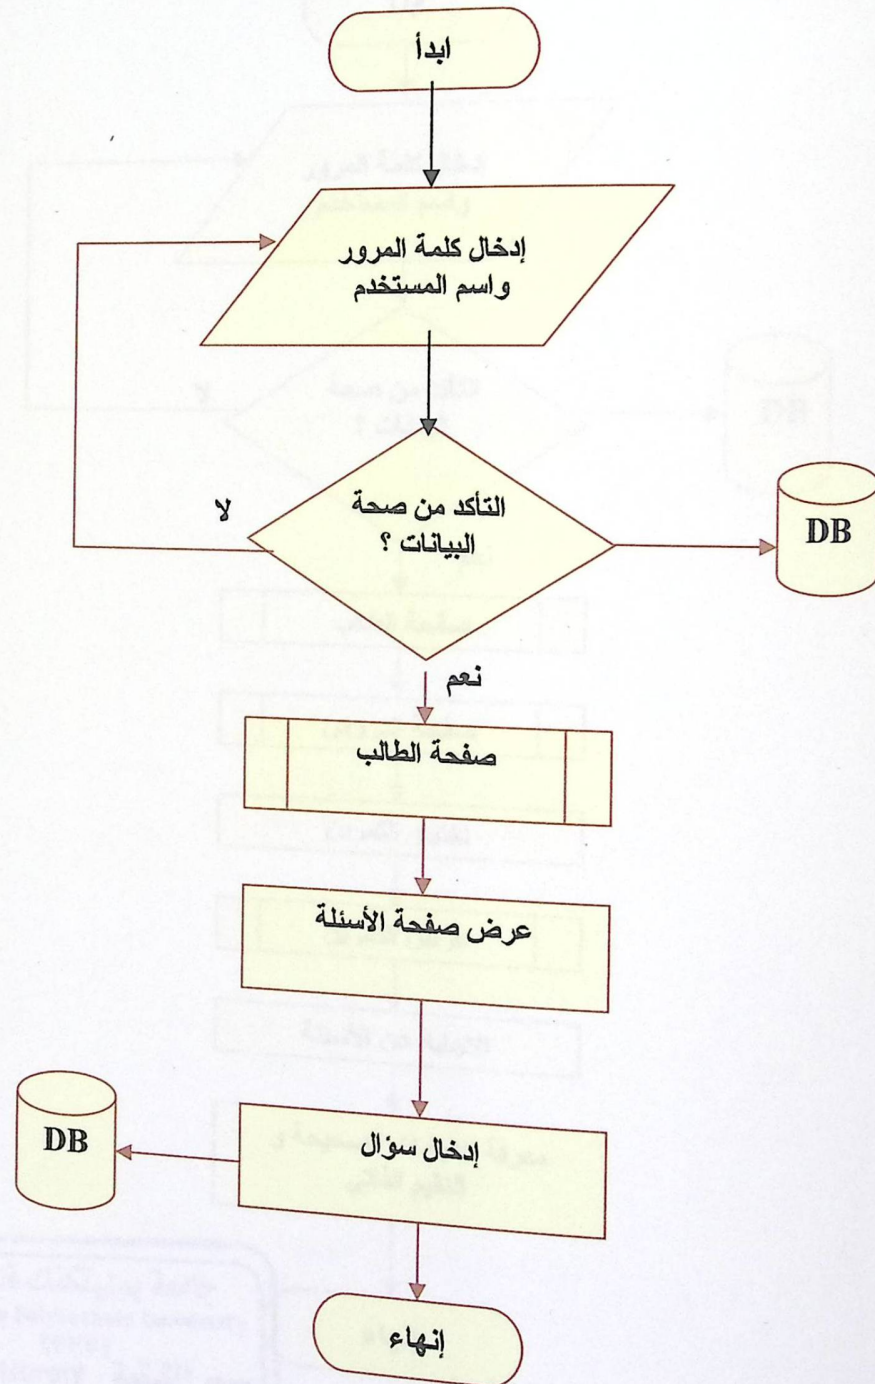 ابدأ
إدخال كلمة المرور
واسم المستخدم
التأكد من صحة
البيانات ؟
لا
DB
نعم
صفحة الطالب
عرض صفحة الأسئلة
إدخال سؤال
DB
إنهاء